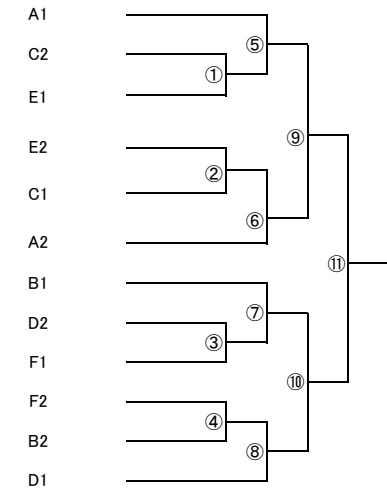 A1
⑤
C2
①
E1
⑨
E2
②
C1
⑥
A2
⑪
B1
⑦
D2
③
F1
⑩
F2
④
B2
⑧
D1